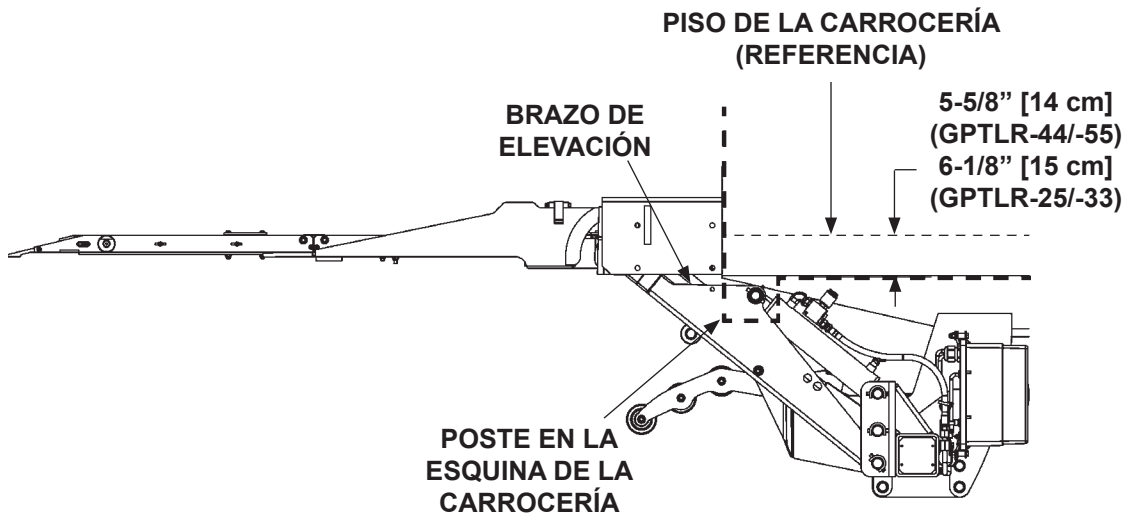 PISO DE LA CARROCERÍA
(REFERENCIA)
5-5/8” [14 cm]
(GPTLR-44/-55)
6-1/8” [15 cm]
(GPTLR-25/-33)
BRAZO DE
ELEVACIÓN
POSTE EN LA
ESQUINA DE LA
CARROCERÍA